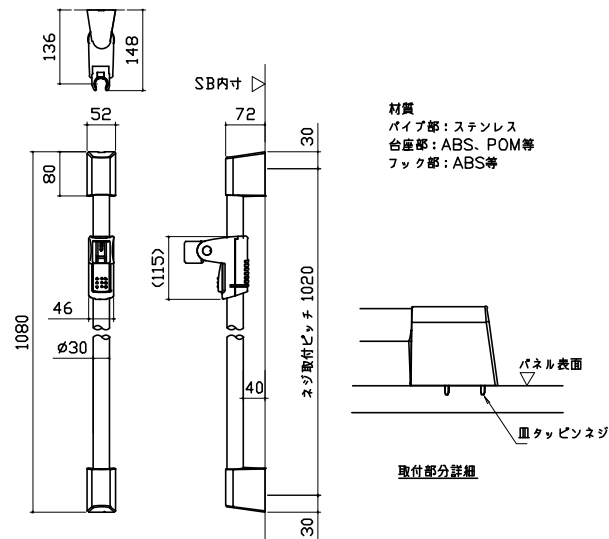 136
148
52
80
1080
46
ø30
SB内寸
72
30
(115)
40
ネジ取付ピッチ 1020
30
材質
パイプ部：ステンレス
台座部：ABS、POM等
フック部：ABS等
パネル表面
皿タッピンネジ
取付部分詳細